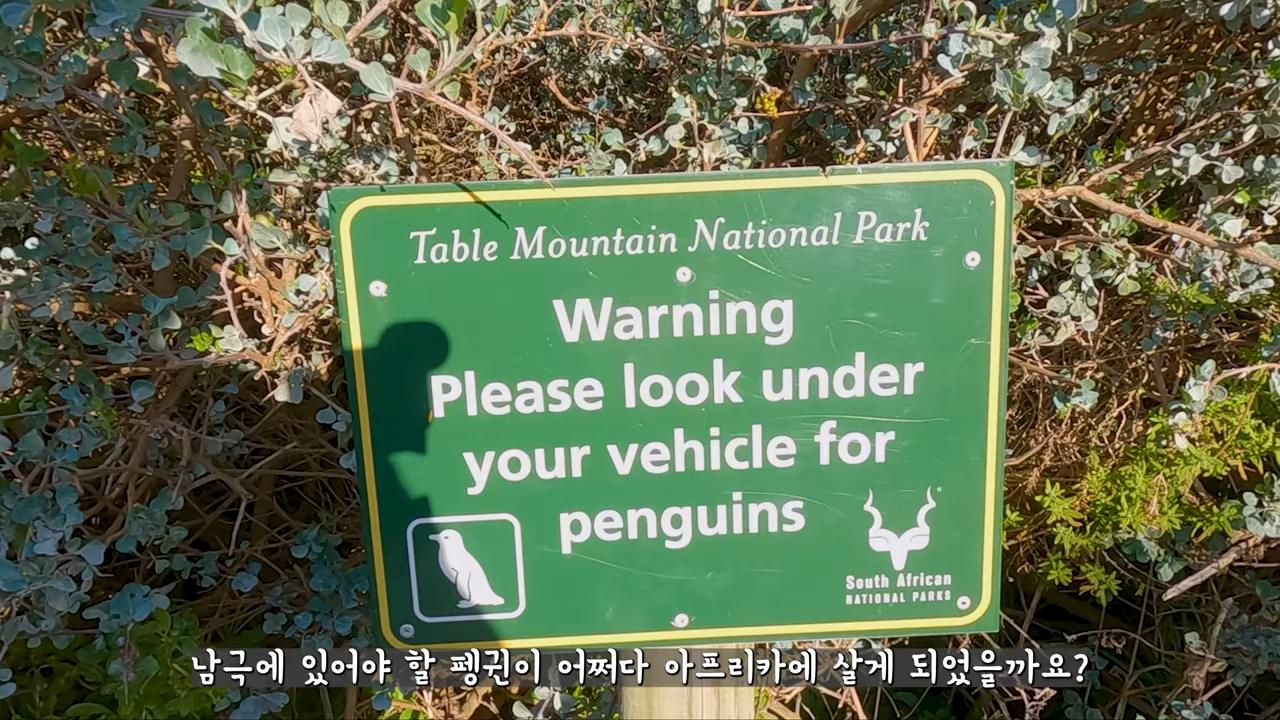 Table Mountain National Park
Warning
Please look under
your vehicle for
penguins
South African
NATIONAL PARKS
남극에 있어야 할 펭귄이 어쩌다 아프리카에 살게 되었을까요?